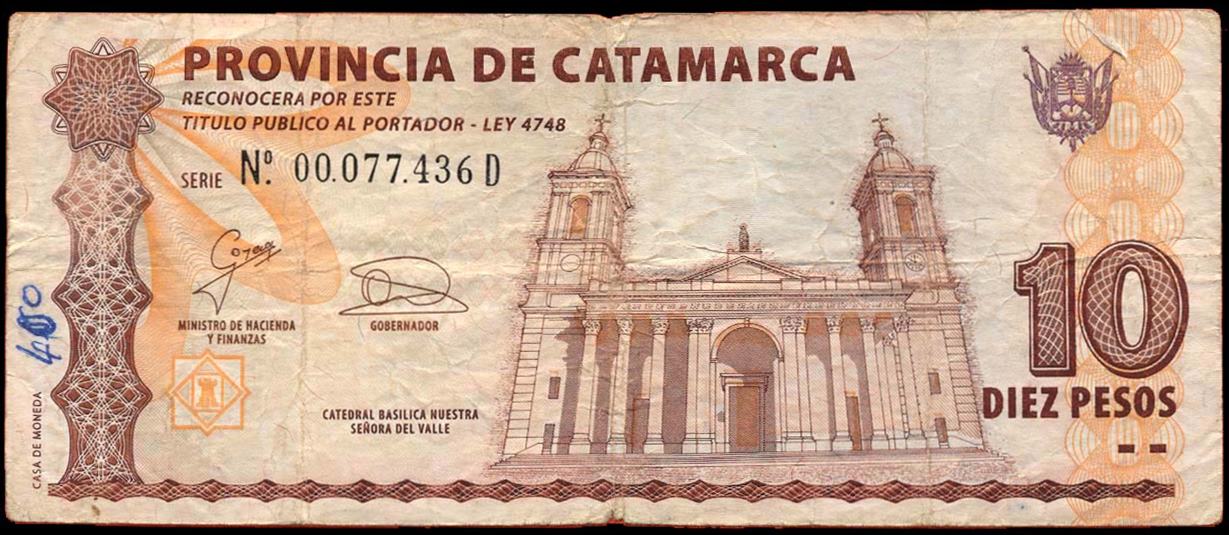 PROVINCIA DE CATAMARCA
RECONOCERA POR ESTE
TITULO PUBLICO AL PORTADOR - LEY 4748
SERIE Nº. 00.077.436 D
MINISTRO DE HACIENDA
Y FINANZAS
GOBERNADOR
CATEDRAL BASILICA NUESTRA
SEÑORA DEL VALLE
10
DIEZ PESOS
CASA DE MONEDA